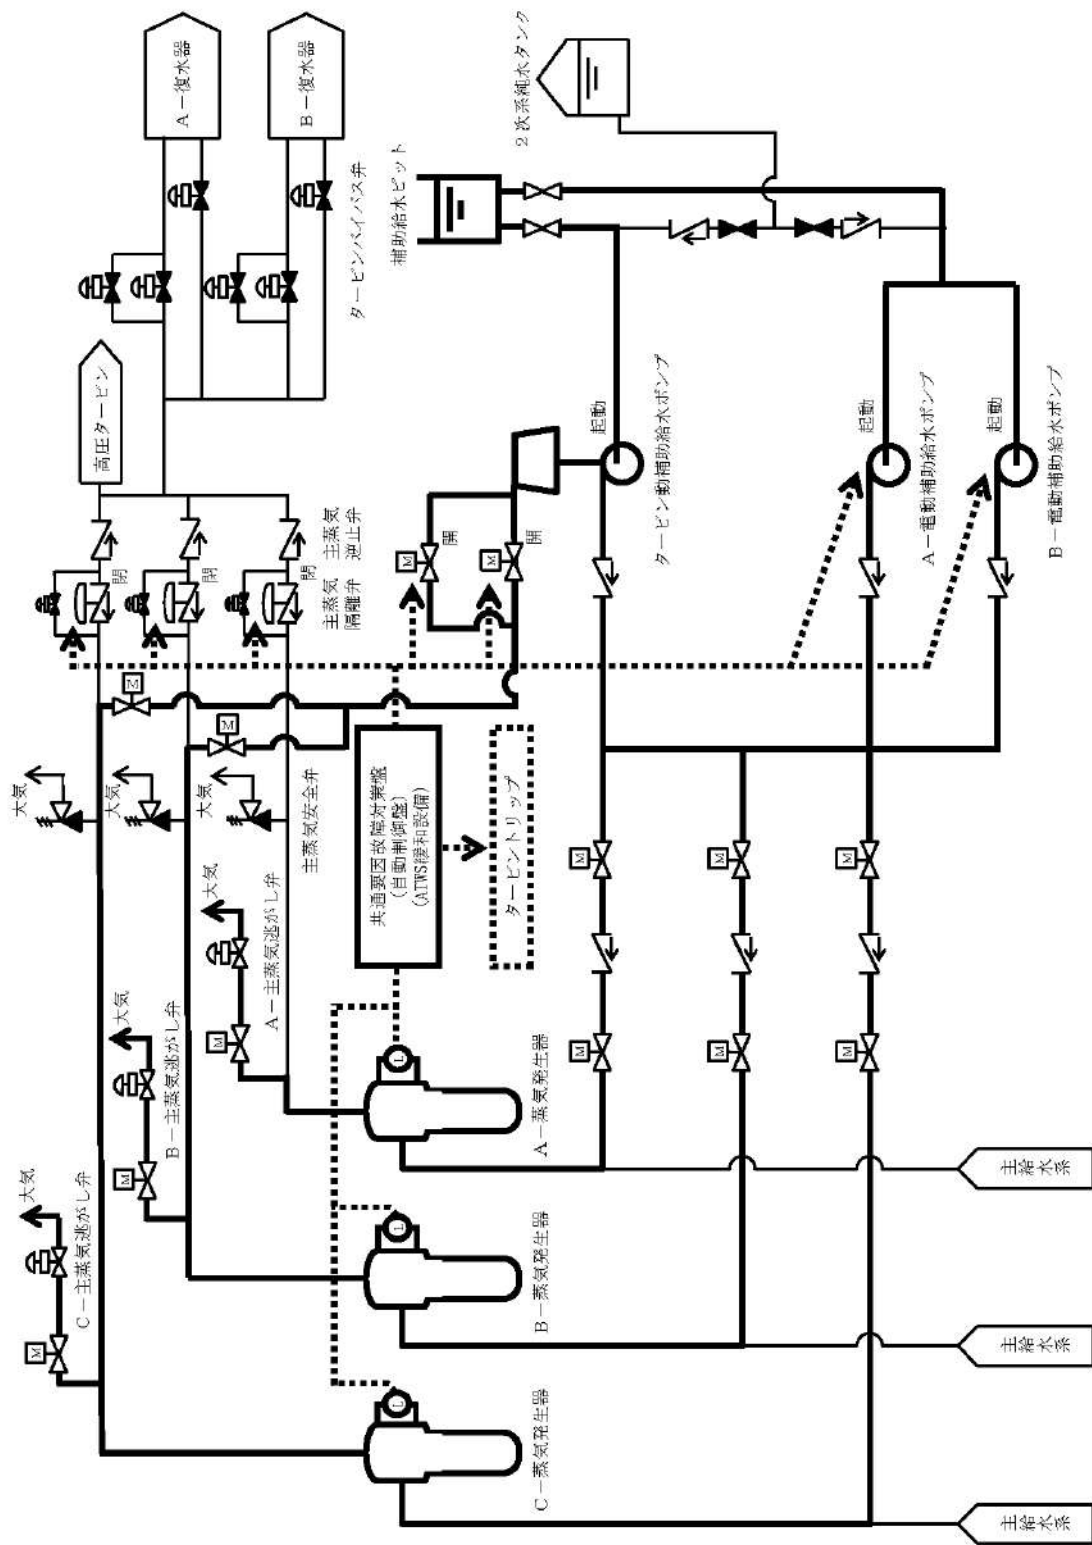 A－復水器
B－復水器
タービンバイパス弁
2次系純水タンク
補助給水ピット
高圧タービン
主蒸気
逆止弁
主蒸気
隔離弁
閉
閉
閉
開
開
起動
タービン動補助給水ポンプ
起動
A－電動補助給水ポンプ
起動
B－電動補助給水ポンプ
M
M
M
M
大気
大気
大気
主蒸気安全弁
共通要因故障対策盤
(自動制御盤)
(ATWS緩和設備)
タービントリップ
大気
M
A－主蒸気逃がし弁
大気
M
B－主蒸気逃がし弁
大気
M
C－主蒸気逃がし弁
L
A－蒸気発生器
L
B－蒸気発生器
L
C－蒸気発生器
M
M
M
M
M
M
主給水系
主給水系
主給水系